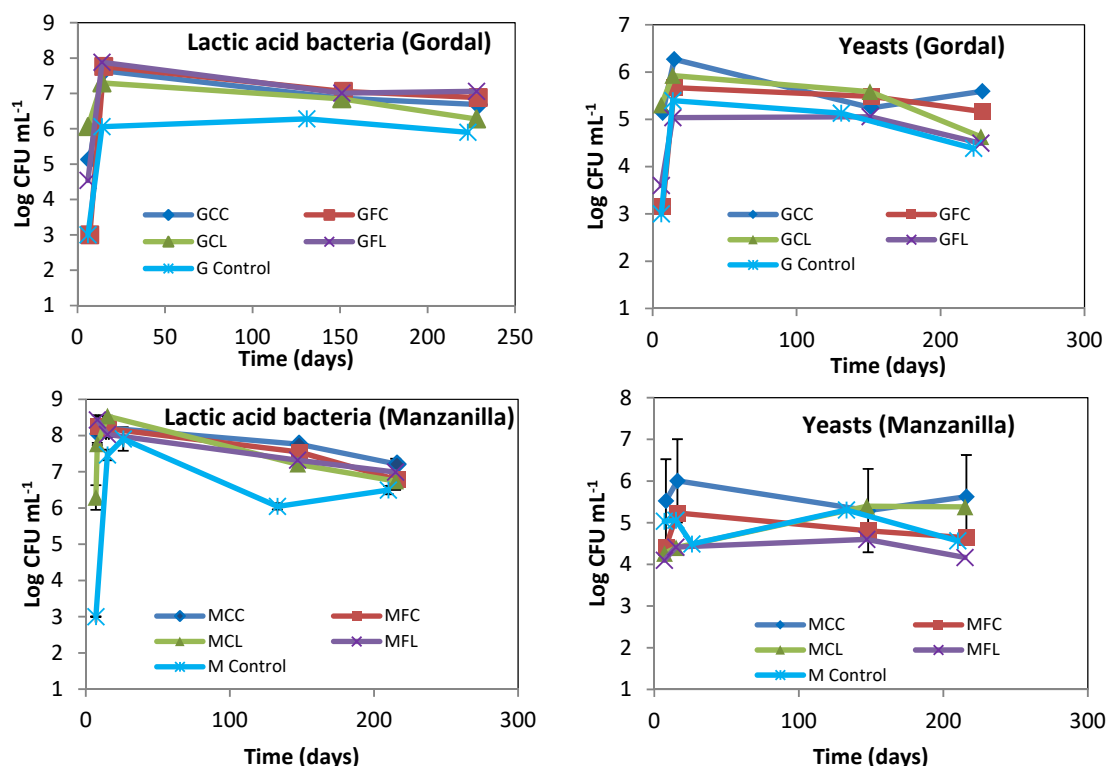 Lactic acid bacteria (Gordal)
Log CFU mL-1
9
8
7
6
5
4
3
2
1
GCC GFC
GCL GFL
G Control
0 50 100 150 200 250
Time (days)
Yeasts (Gordal)
Log CFU mL-1
7
6
5
4
3
2
1
GCC GFC
GCL GFL
G Control
0 100 200 300
Time (days)
Lactic acid bacteria (Manzanilla)
Log CFU mL-1
9
8
7
6
5
4
3
2
1
MCC MFC
MCL MFL
M Control
0 100 200 300
Time (days)
Yeasts (Manzanilla)
Log CFU mL-1
8
7
6
5
4
3
2
1
MCC MFC
MCL MFL
M Control
0 100 200 300
Time (days)